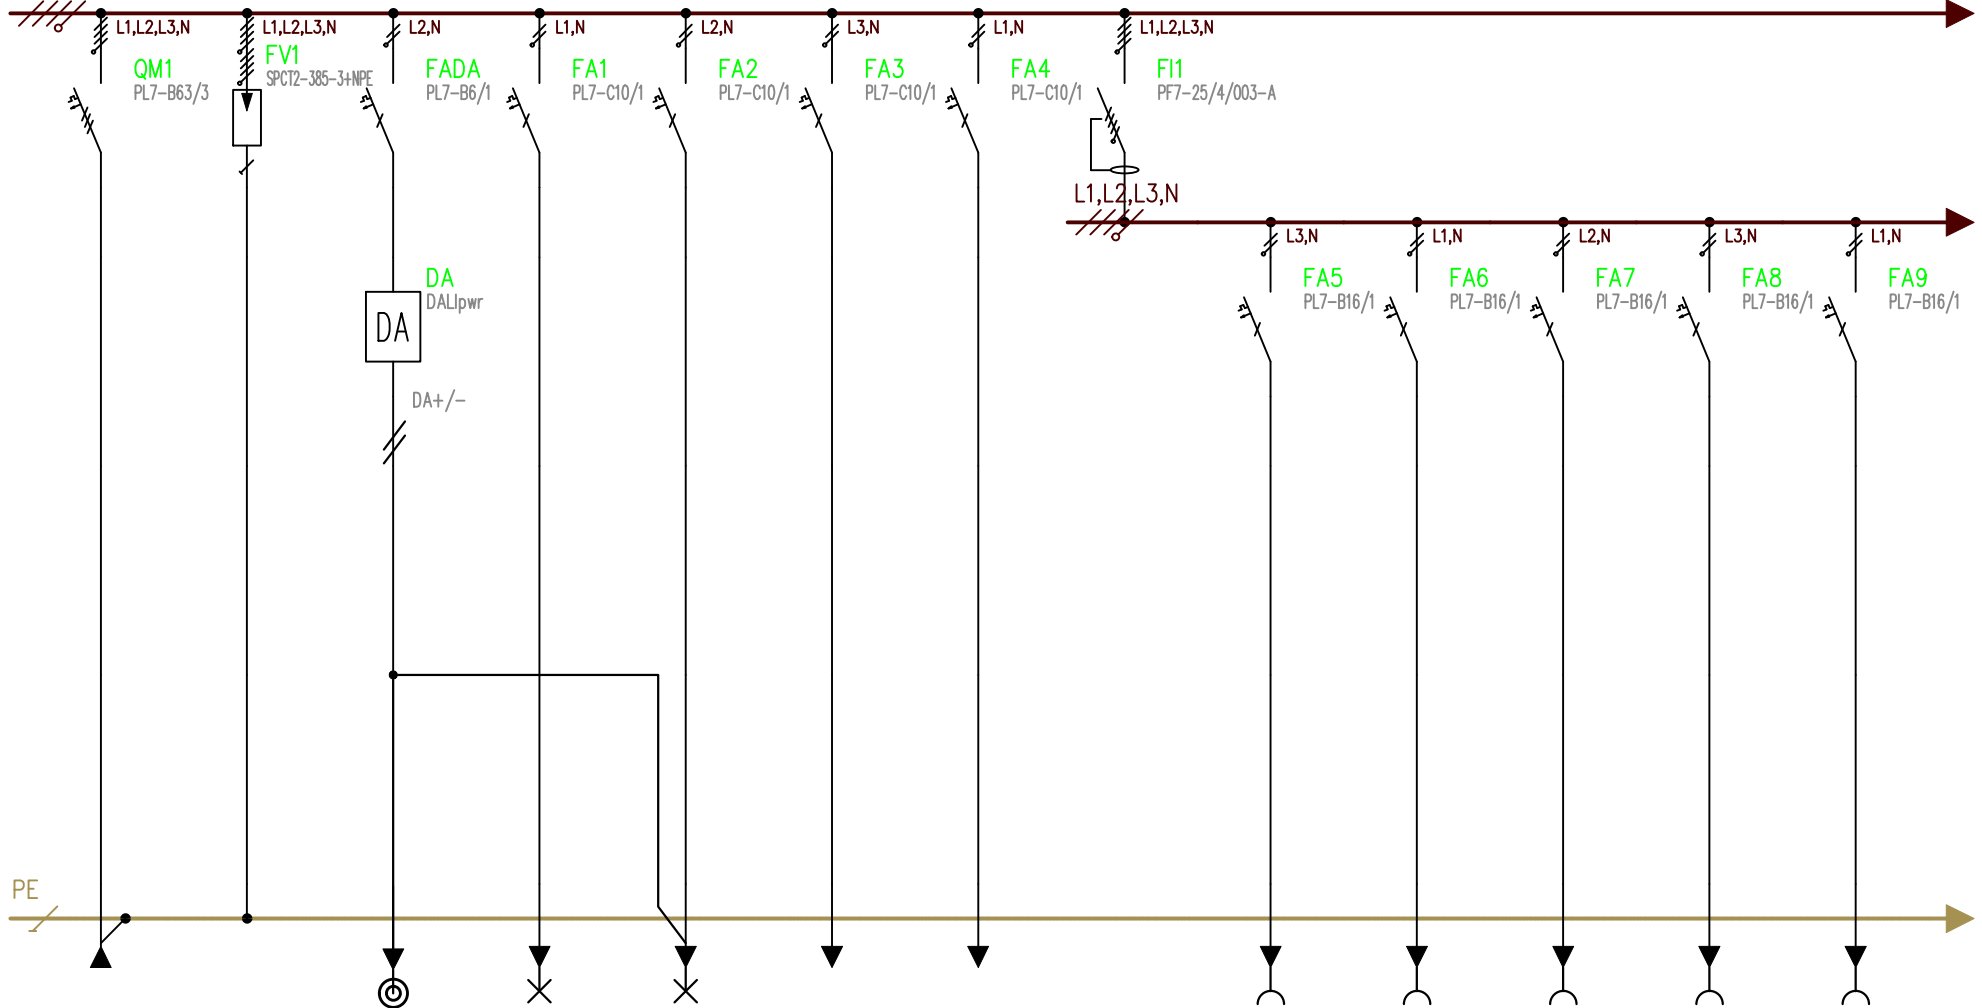 L1,L2,L3,N
L1,L2,L3,N
L2,N
L1,N
L2,N
L3,N
L1,N
L1,L2,L3,N
QM1
PL7-B63/3
FV1
SPCT2-385-3+NPE
FADA
PL7-B6/1
FA1
PL7-C10/1
FA2
PL7-C10/1
FA3
PL7-C10/1
FA4
PL7-C10/1
FI1
PF7-25/4/003-A
L1,L2,L3,N
L3,N
L1,N
L2,N
L3,N
L1,N
DA
DALIpwr
DA
FA5
PL7-B16/1
FA6
PL7-B16/1
FA7
PL7-B16/1
FA8
PL7-B16/1
FA9
PL7-B16/1
DA+/-
PE